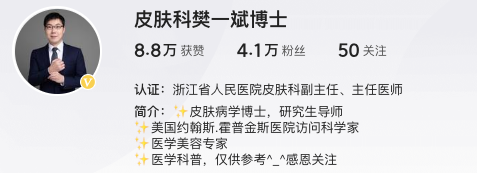 皮肤科樊一斌博士
8.8万 获赞 4.1万 粉丝 50 关注
认证：浙江省人民医院皮肤科副主任、主任医师
简介：✨皮肤病学博士，研究生导师
✨美国约翰斯.霍普金斯医院访问科学家
✨医学美容专家
✨医学科普，仅供参考^_^感恩关注